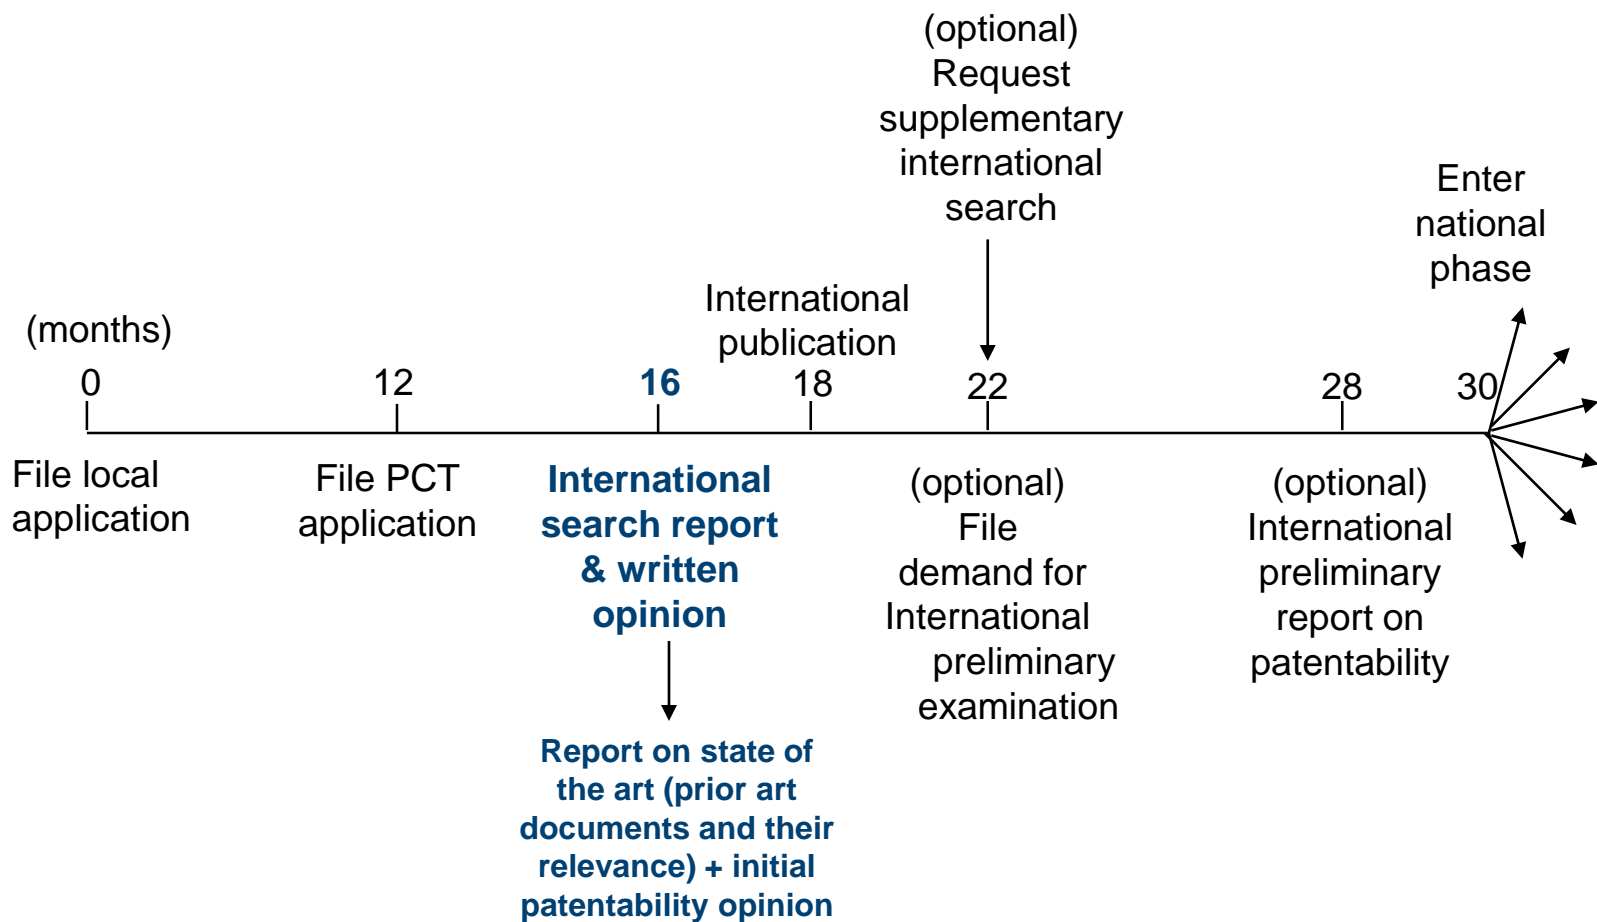 (optional)
Request
supplementary
international
search
Enter
national
phase
International
publication
(months)
0
12
16
18
22
28
30
File local
application
File PCT
application
International
search report
& written
opinion
(optional)
File
demand for
International
preliminary
examination
(optional)
International
preliminary
report on
patentability
Report on state of
the art (prior art
documents and their
relevance) + initial
patentability opinion